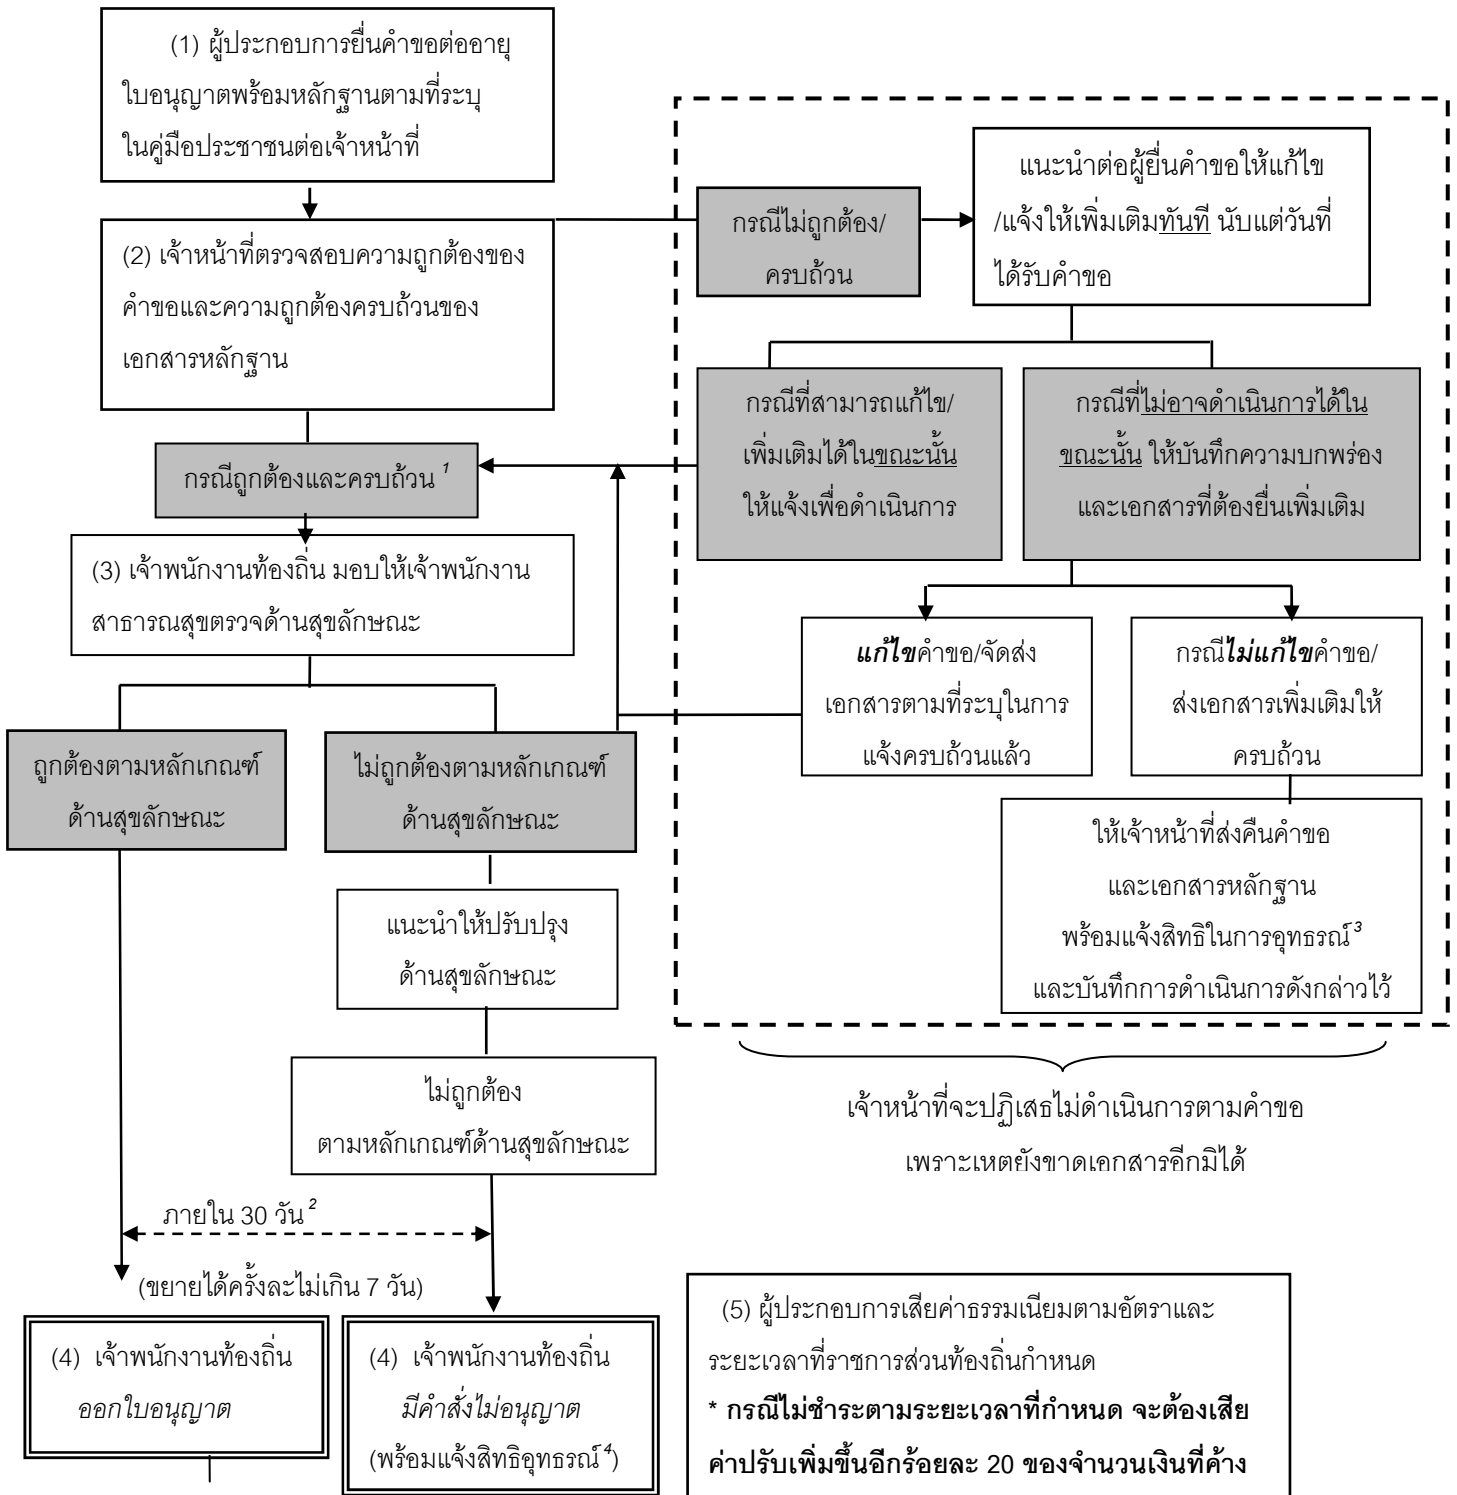 (1) ผู้ประกอบการยื่นคำขอต่ออายุ
ใบอนุญาตพร้อมหลักฐานตามที่ระบุ
ในคู่มือประชาชนต่อเจ้าหน้าที่
(2) เจ้าหน้าที่ตรวจสอบความถูกต้องของ
คำขอและความถูกต้องครบถ้วนของ
เอกสารหลักฐาน
กรณีไม่ถูกต้อง/
ครบถ้วน
แนะนำต่อผู้ยื่นคำขอให้แก้ไข
/แจ้งให้เพิ่มเติมทันที นับแต่วันที่
ได้รับคำขอ
กรณีที่สามารถแก้ไข/
เพิ่มเติมได้ในขณะนั้น
ให้แจ้งเพื่อดำเนินการ
กรณีที่ไม่อาจดำเนินการได้ใน
ขณะนั้น ให้บันทึกความบกพร่อง
และเอกสารที่ต้องยื่นเพิ่มเติม
กรณีถูกต้องและครบถ้วน 1
(3) เจ้าพนักงานท้องถิ่น มอบให้เจ้าพนักงาน
สาธารณสุขตรวจด้านสุขลักษณะ
แก้ไขคำขอ/จัดส่ง
เอกสารตามที่ระบุในการ
แจ้งครบถ้วนแล้ว
กรณีไม่แก้ไขคำขอ/
ส่งเอกสารเพิ่มเติมให้
ครบถ้วน
ถูกต้องตามหลักเกณฑ์
ด้านสุขลักษณะ
ไม่ถูกต้องตามหลักเกณฑ์
ด้านสุขลักษณะ
ให้เจ้าหน้าที่ส่งคืนคำขอ
และเอกสารหลักฐาน
พร้อมแจ้งสิทธิในการอุทธรณ์ 3
และบันทึกการดำเนินการดังกล่าวไว้
แนะนำให้ปรับปรุง
ด้านสุขลักษณะ
ไม่ถูกต้อง
ตามหลักเกณฑ์ด้านสุขลักษณะ
เจ้าหน้าที่จะปฏิเสธไม่ดำเนินการตามคำขอ
เพราะเหตุยังขาดเอกสารอีกมิได้
ภายใน 30 วัน 2
(ขยายได้ครั้งละไม่เกิน 7 วัน)
(4) เจ้าพนักงานท้องถิ่น
ออกใบอนุญาต
(4) เจ้าพนักงานท้องถิ่น
มีคำสั่งไม่อนุญาต
(พร้อมแจ้งสิทธิอุทธรณ์ 4)
(5) ผู้ประกอบการเสียค่าธรรมเนียมตามอัตราและ
ระยะเวลาที่ราชการส่วนท้องถิ่นกำหนด
* กรณีไม่ชำระตามระยะเวลาที่กำหนด จะต้องเสีย
ค่าปรับเพิ่มขึ้นอีกร้อยละ 20 ของจำนวนเงินที่ค้าง